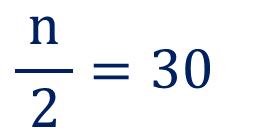 n/2 = 30